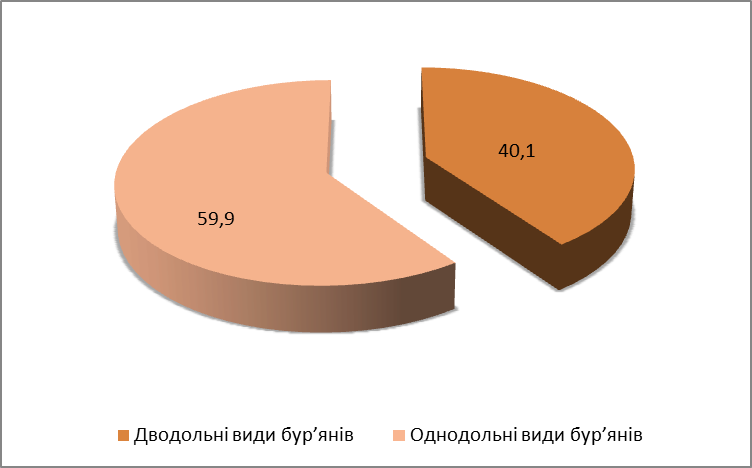 40,1
59,9
Дводольні види бур’янів
Однодольні види бур’янів